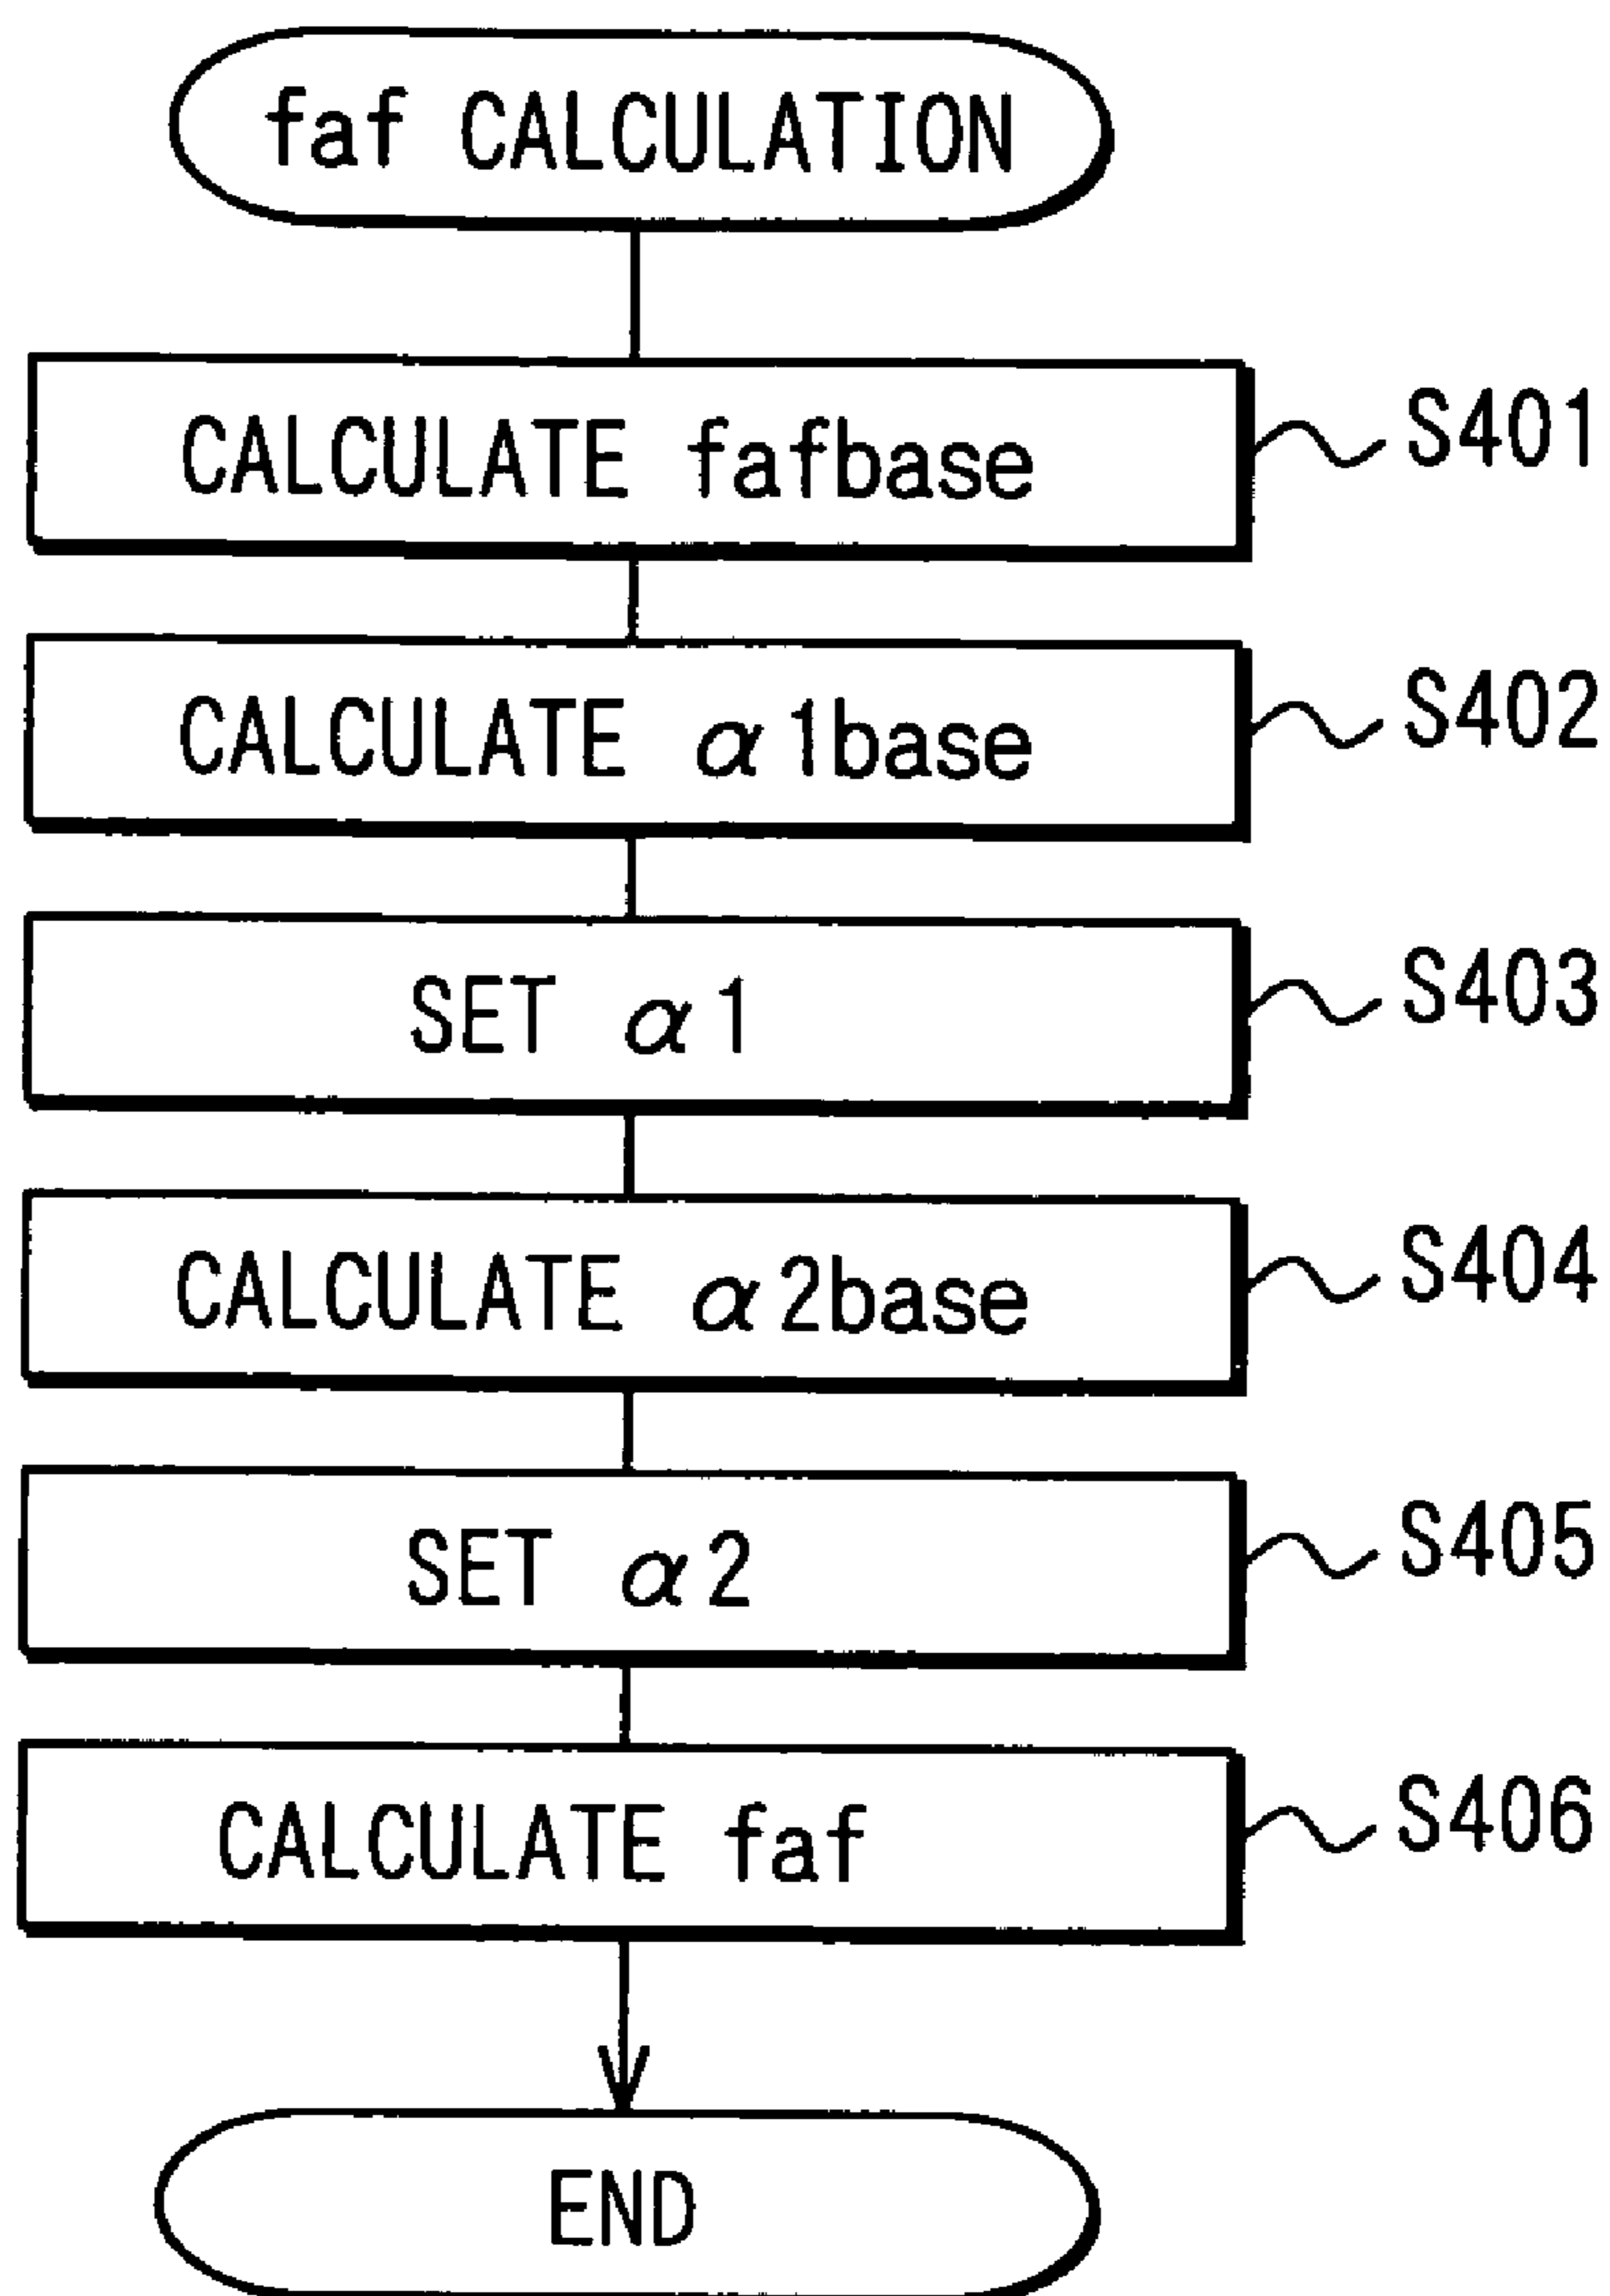 faf CALCULATION
CALCULATE fafbase S401
CALCULATE α1base S402
SET α1 S403
CALCULATE α2base S404
SET α2 S405
CALCULATE faf S406
END